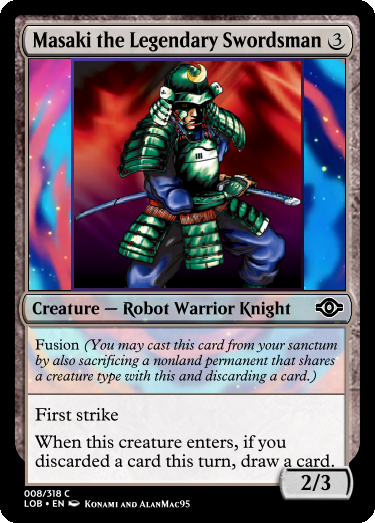 Masaki the Legendary Swordsman 3
Creature — Robot Warrior Knight
Fusion (You may cast this card from your sanctum
by also sacrificing a nonland permanent that shares
a creature type with this and discarding a card.)
First strike
When this creature enters, if you
discarded a card this turn, draw a card.
2/3
008/318 C
LOB • EN Konami and AlanMac95